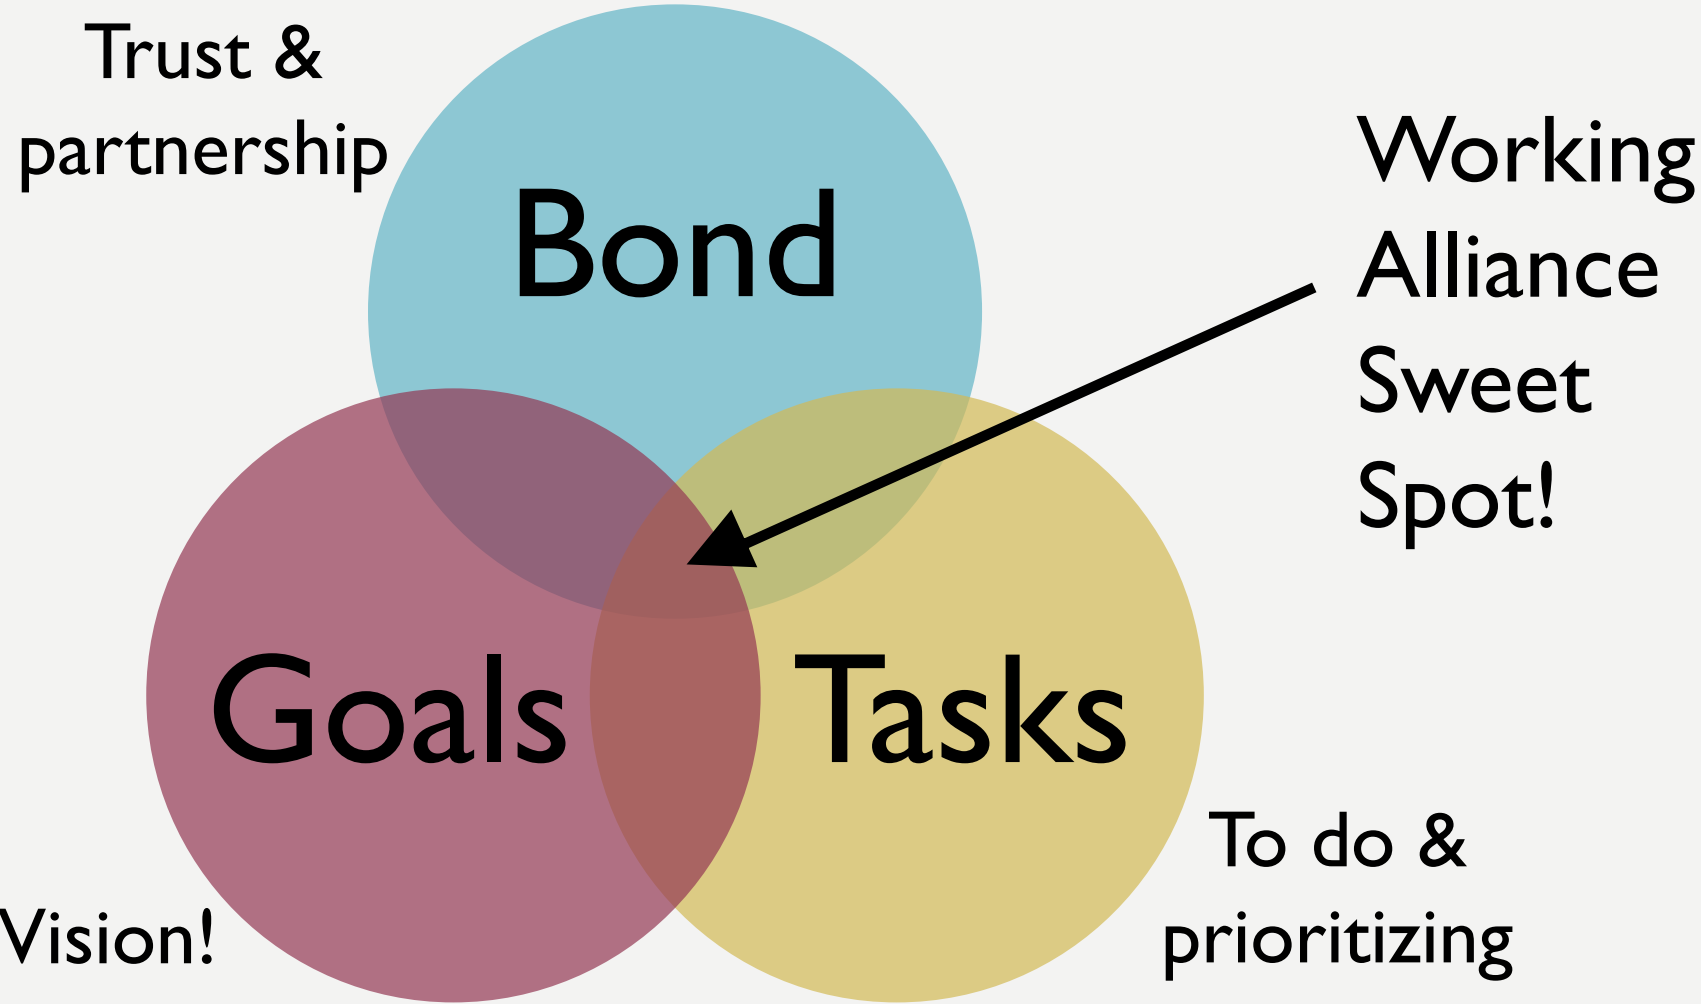 Trust &
partnership
Bond
Working
Alliance
Sweet
Spot!
Goals
Tasks
To do &
prioritizing
Vision!